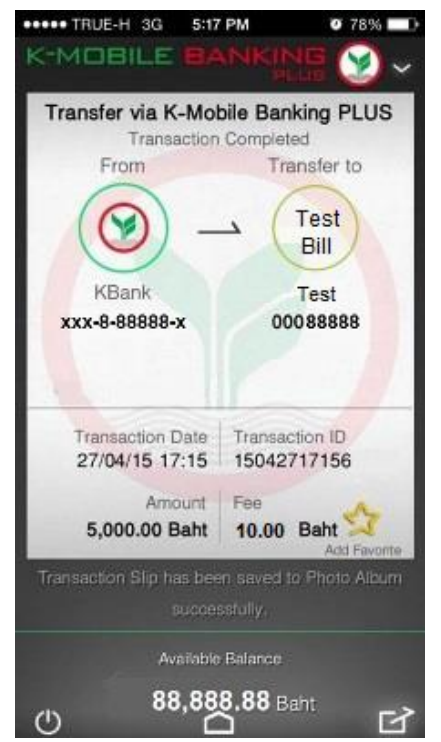 TRUE-H 3G 5:17 PM 78%
K-MOBILE BANKING
PLUS
Transfer via K-Mobile Banking PLUS
Transaction Completed
From Transfer to
Test
Bill
KBank Test
xxx-8-88888-x 00088888
Transaction Date Transaction ID
27/04/15 17:15 15042717156
Amount Fee
5,000.00 Baht 10.00 Baht
Add Favorite
Transaction Slip has been saved to Photo Album
successfully.
Available Balance
88,888.88 Baht